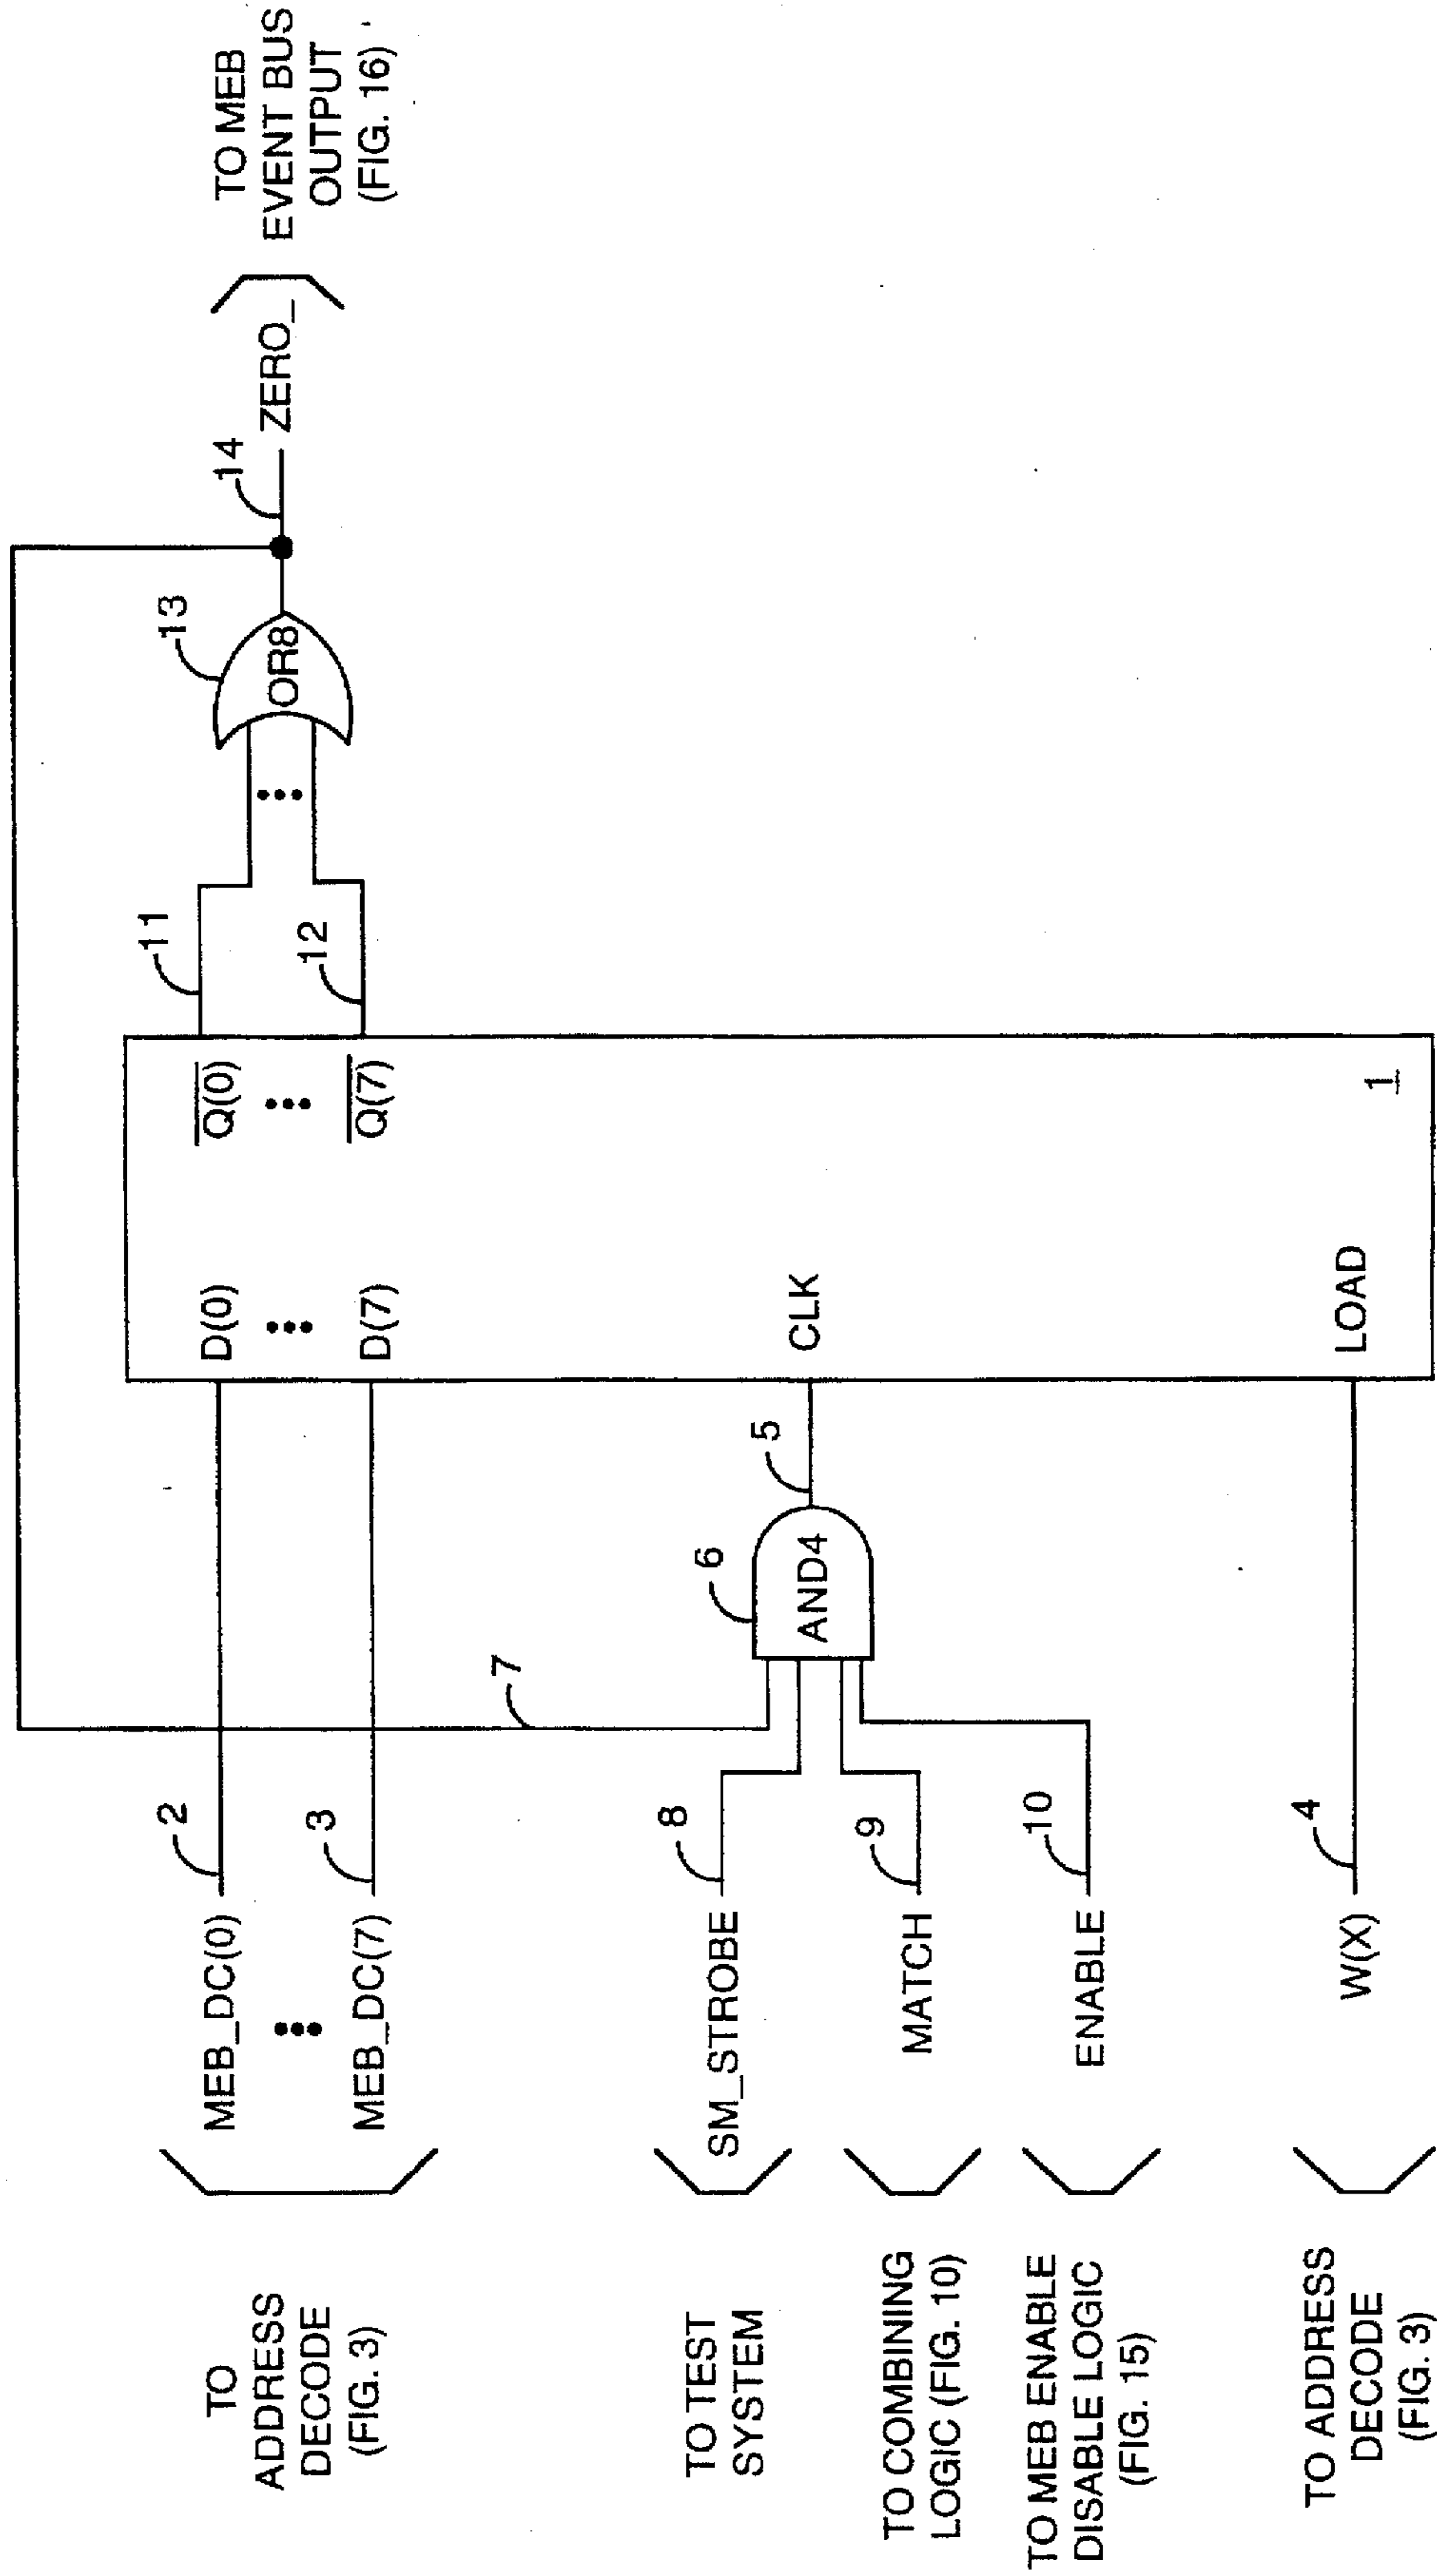 TO
ADDRESS
DECODE
(FIG. 3)
MEB_DC(0)
MEB_DC(7)
2
3
D(0)
D(7)
Q(0)
Q(7)
11
12
13
OR8
14
ZERO_
TO MEB
EVENT BUS
OUTPUT
(FIG. 16)
7
TO TEST
SYSTEM
SM_STROBE
8
6
AND4
5
CLK
TO COMBINING
LOGIC (FIG. 10)
MATCH
9
TO MEB ENABLE
DISABLE LOGIC
(FIG. 15)
ENABLE
10
TO ADDRESS
DECODE
(FIG. 3)
W(X)
4
LOAD
1